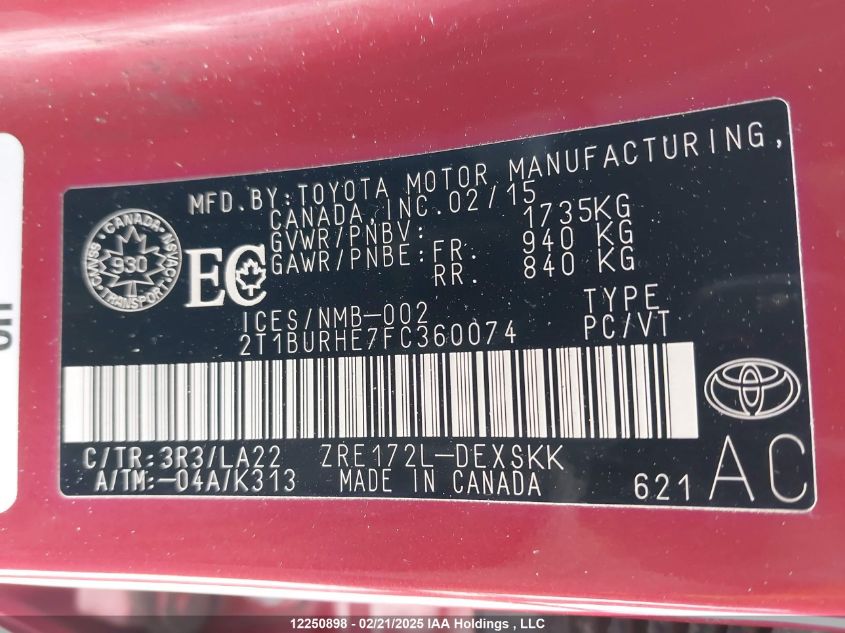 MFD.BY:TOYOTA MOTOR MANUFACTURING,
CANADA, INC.02/15
GVWR/PNBV: 1735KG
GAWR/PNBE: FR. 940 KG
RR. 840 KG
CANADA
930
TRANSPORT
EC
ICES/NMB-002
TYPE
2T1BURHE7FC360074
PC/VT
C/TR:3R3/LA22 ZRE172L-DEXSKK
A/TM:-04A/K313 MADE IN CANADA
621 AC
12250898 - 02/21/2025 IAA Holdings , LLC